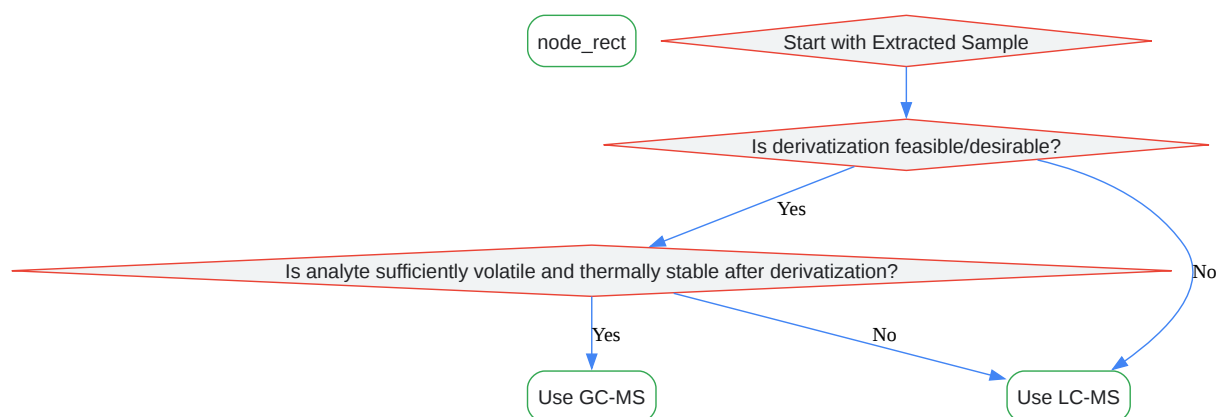 node_rect
Start with Extracted Sample
Is derivatization feasible/desirable?
Yes
Is analyte sufficiently volatile and thermally stable after derivatization?
No
Yes
No
Use GC-MS
Use LC-MS